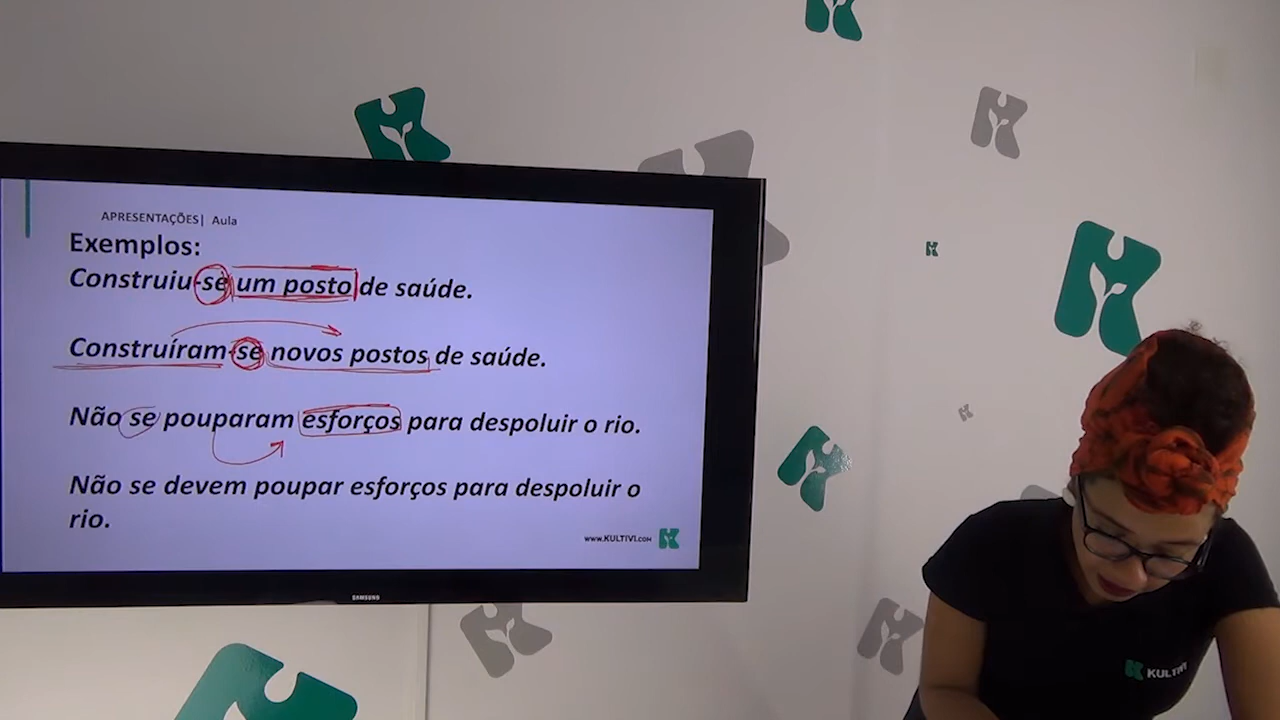 APRESENTAÇÕES| Aula
Exemplos:
Construiu-se um posto de saúde.
Construíram-se novos postos de saúde.
Não se pouparam esforços para despoluir o rio.
Não se devem poupar esforços para despoluir o
rio.
www.KULTIVI.com
SAMSUNG
KULTIVI